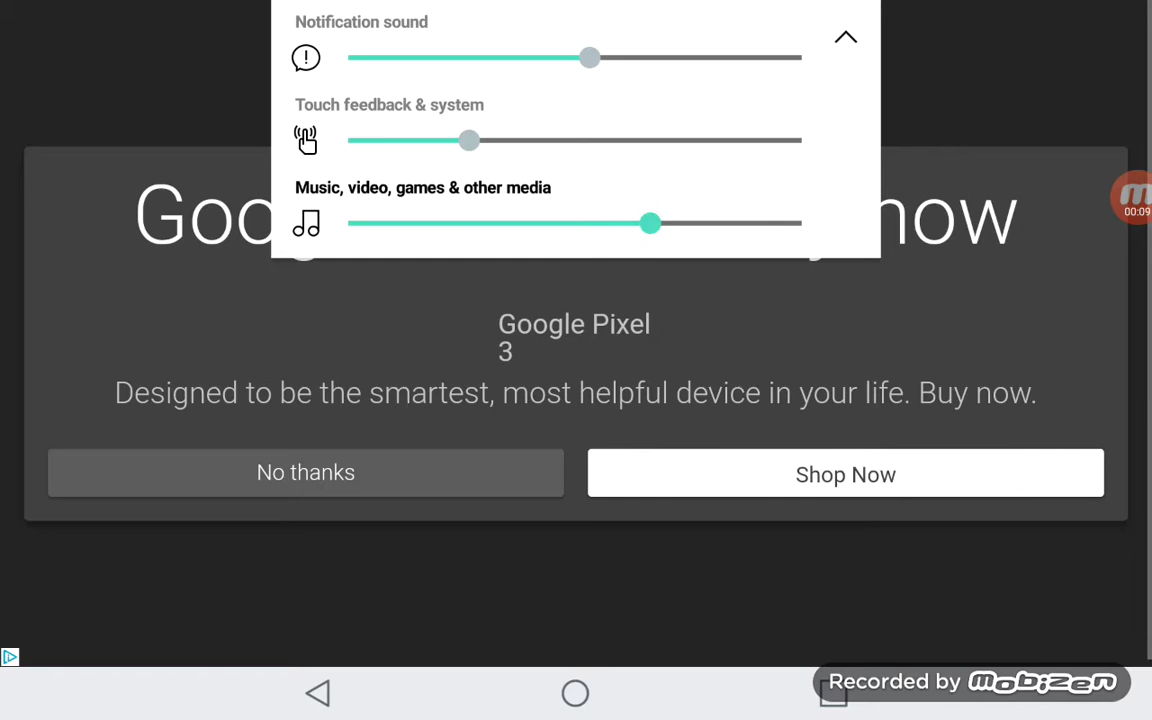 Notification sound
Touch feedback & system
Music, video, games & other media
now
00:09
Google Pixel
3
Designed to be the smartest, most helpful device in your life. Buy now.
No thanks
Shop Now
Recorded by mobizen